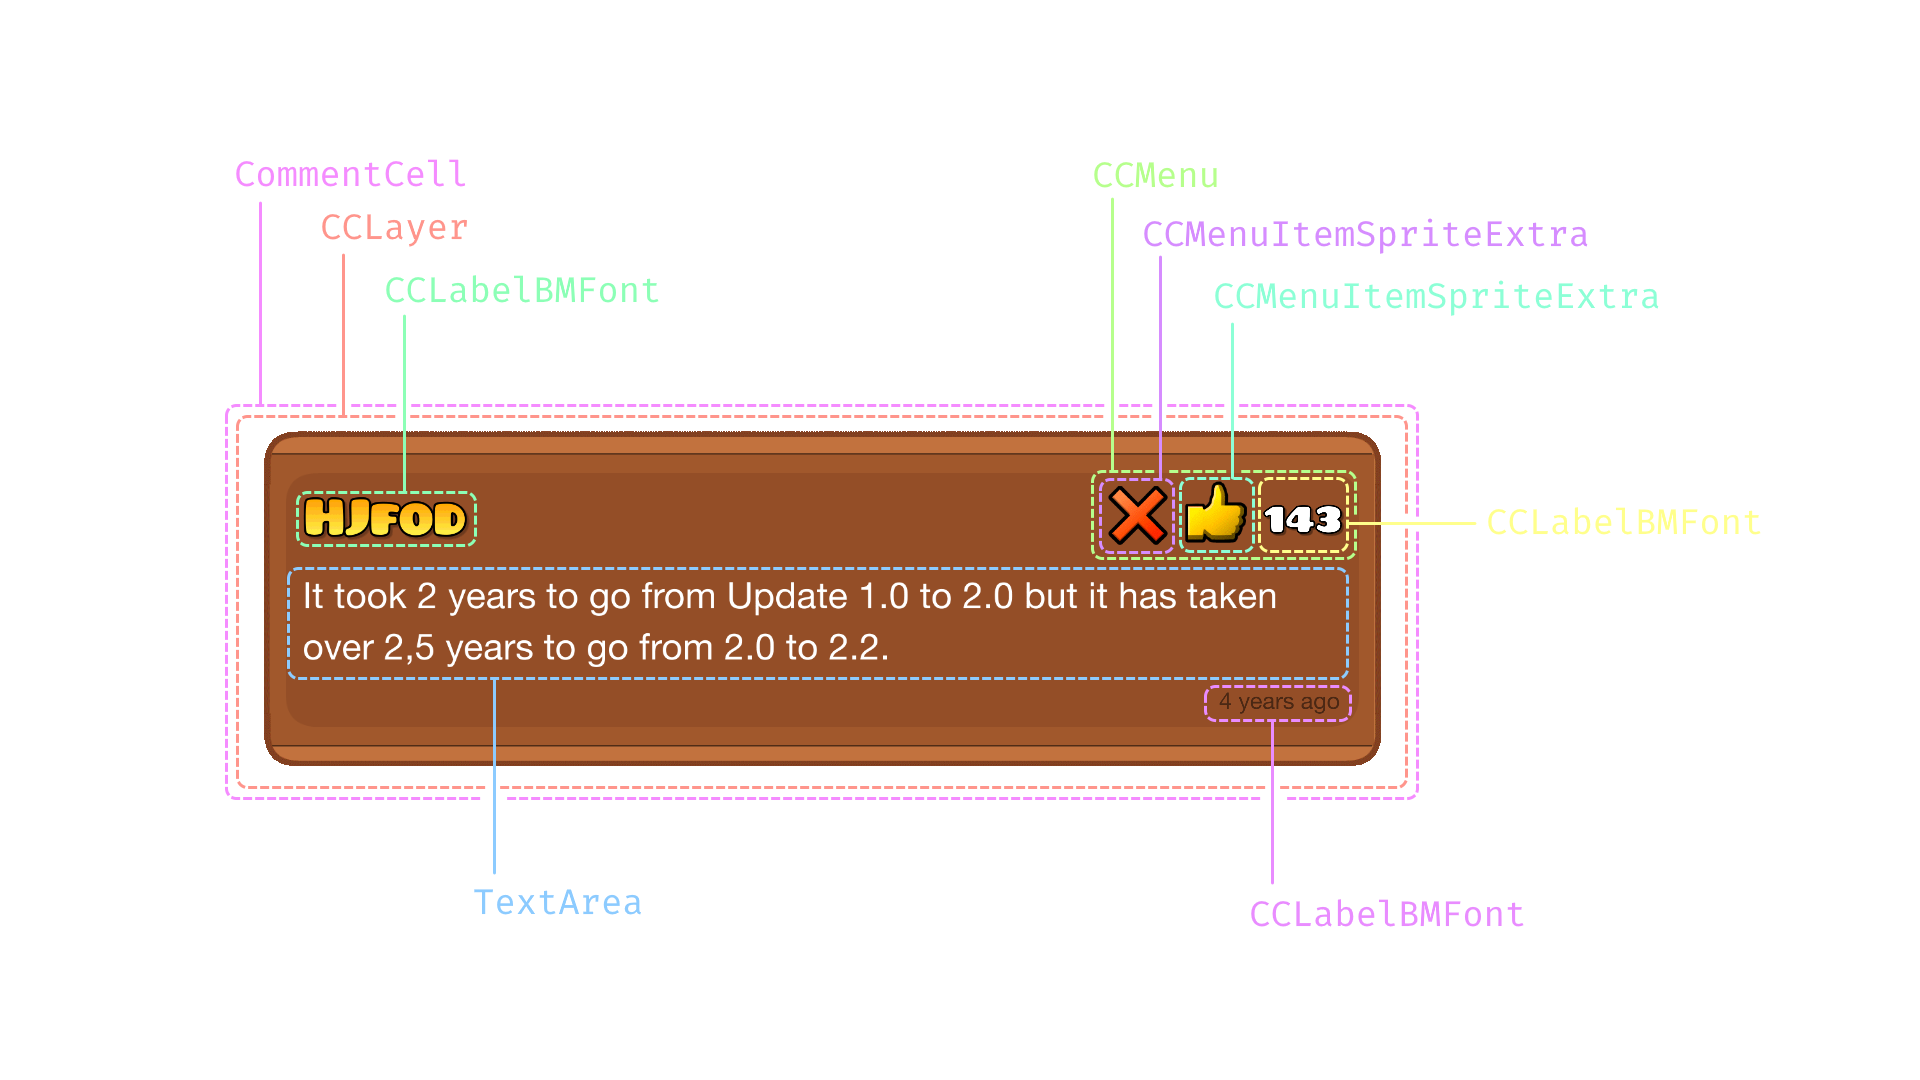 CommentCell
CCMenu
CCLayer
CCMenuItemSpriteExtra
CCLabelBMFont
CCMenuItemSpriteExtra
HJFOD
143
CCLabelBMFont
It took 2 years to go from Update 1.0 to 2.0 but it has taken
over 2,5 years to go from 2.0 to 2.2.
4 years ago
TextArea
CCLabelBMFont